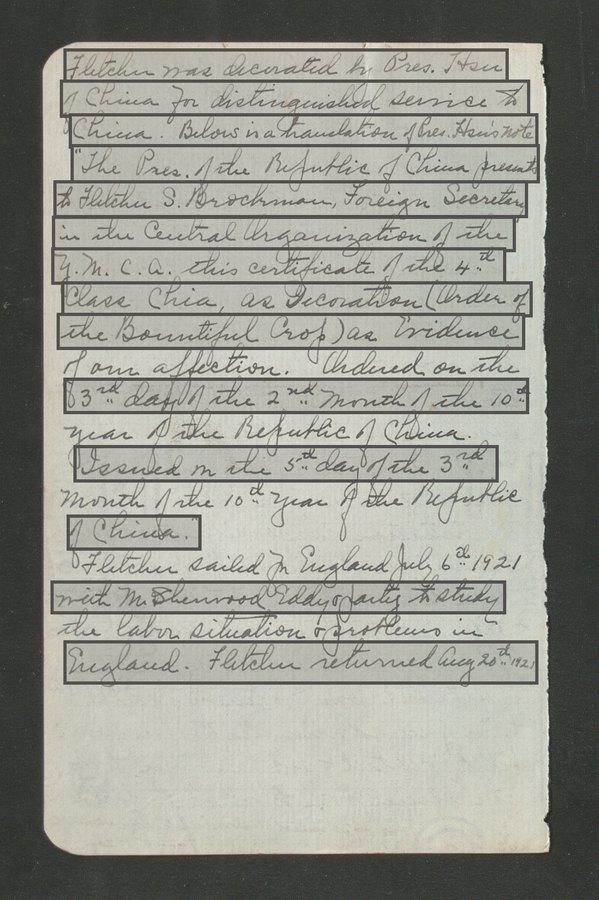 Fletcher was decorated by Pres. Hsu
of China for distinguished service to
China. Below is a translation of Pres. Hsu's note
"The Pres. of the Republic of China presents
to Fletcher S. Brockman, Foreign Secretary
in the Central Organization of the
Y.M.C.A. this certificate of the 4th
Class Chia, as Decoration (Order of
the Bountiful Crop) as Evidence
of our affection. Ordered on the
3rd day of the 2nd Month of the 10th
year of the Republic of China.
Issued on the 5th day of the 3rd
Month of the 10th year of the Republic
of China."
Fletcher sailed for England July 6th 1921
with Mr. Sherwood Eddy & party to study
the labor situation & problems in
England. Fletcher returned Aug 20th 1921